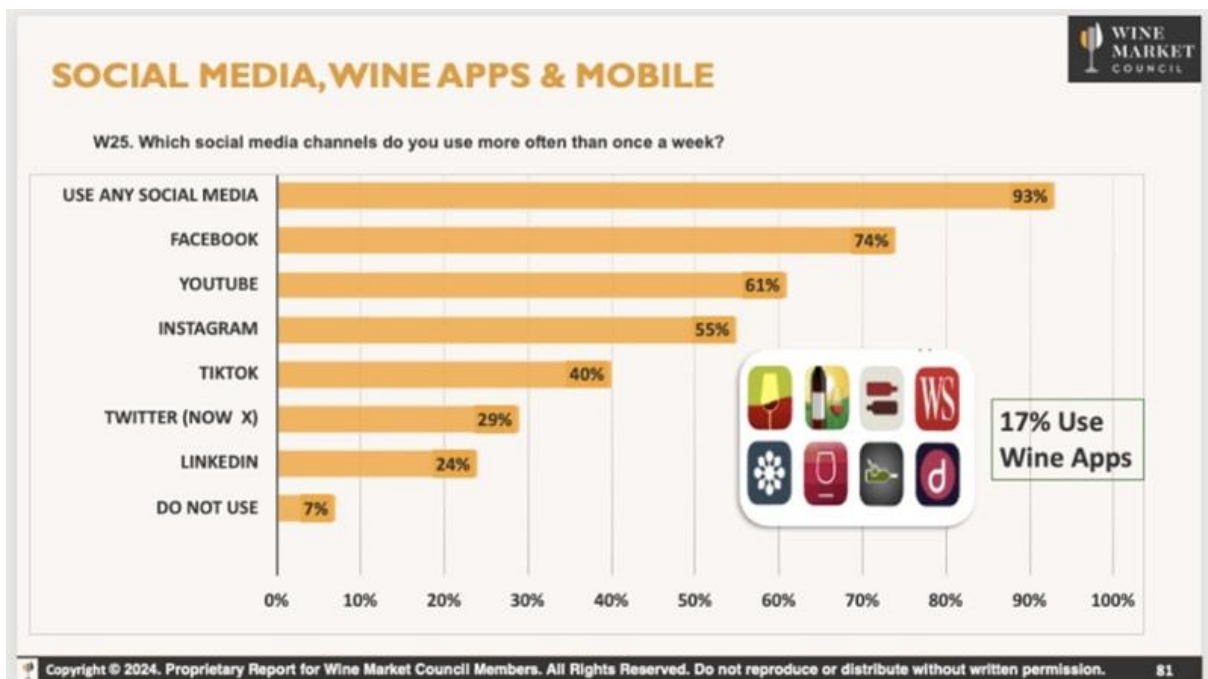 WINE
MARKET
COUNCIL
SOCIAL MEDIA, WINE APPS & MOBILE
W25. Which social media channels do you use more often than once a week?
USE ANY SOCIAL MEDIA 93%
FACEBOOK 74%
YOUTUBE 61%
INSTAGRAM 55%
TIKTOK 40%
TWITTER (NOW X) 29%
LINKEDIN 24%
DO NOT USE 7%
WS
d
17% Use
Wine Apps
0% 10% 20% 30% 40% 50% 60% 70% 80% 90% 100%
Copyright © 2024. Proprietary Report for Wine Market Council Members. All Rights Reserved. Do not reproduce or distribute without written permission. 81